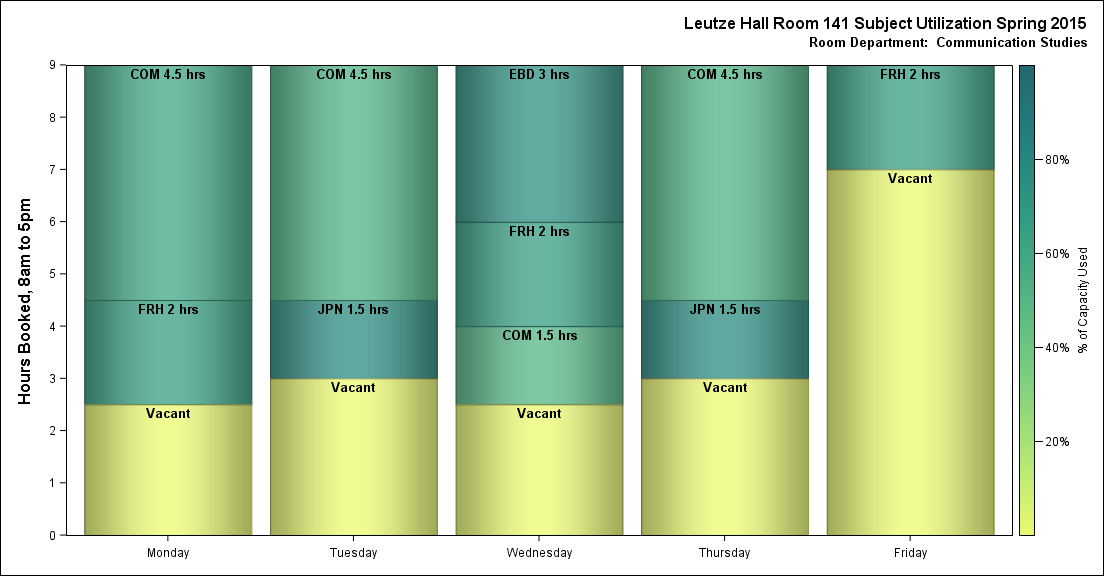 Leutze Hall Room 141 Subject Utilization Spring 2015
Room Department:  Communication Studies
Hours Booked, 8am to 5pm
9
8
7
6
5
4
3
2
1
0
COM 4.5 hrs
FRH 2 hrs
Vacant
COM 4.5 hrs
JPN 1.5 hrs
Vacant
EBD 3 hrs
FRH 2 hrs
COM 1.5 hrs
Vacant
COM 4.5 hrs
JPN 1.5 hrs
Vacant
FRH 2 hrs
Vacant
Monday
Tuesday
Wednesday
Thursday
Friday
80%
60%
40%
20%
% of Capacity Used